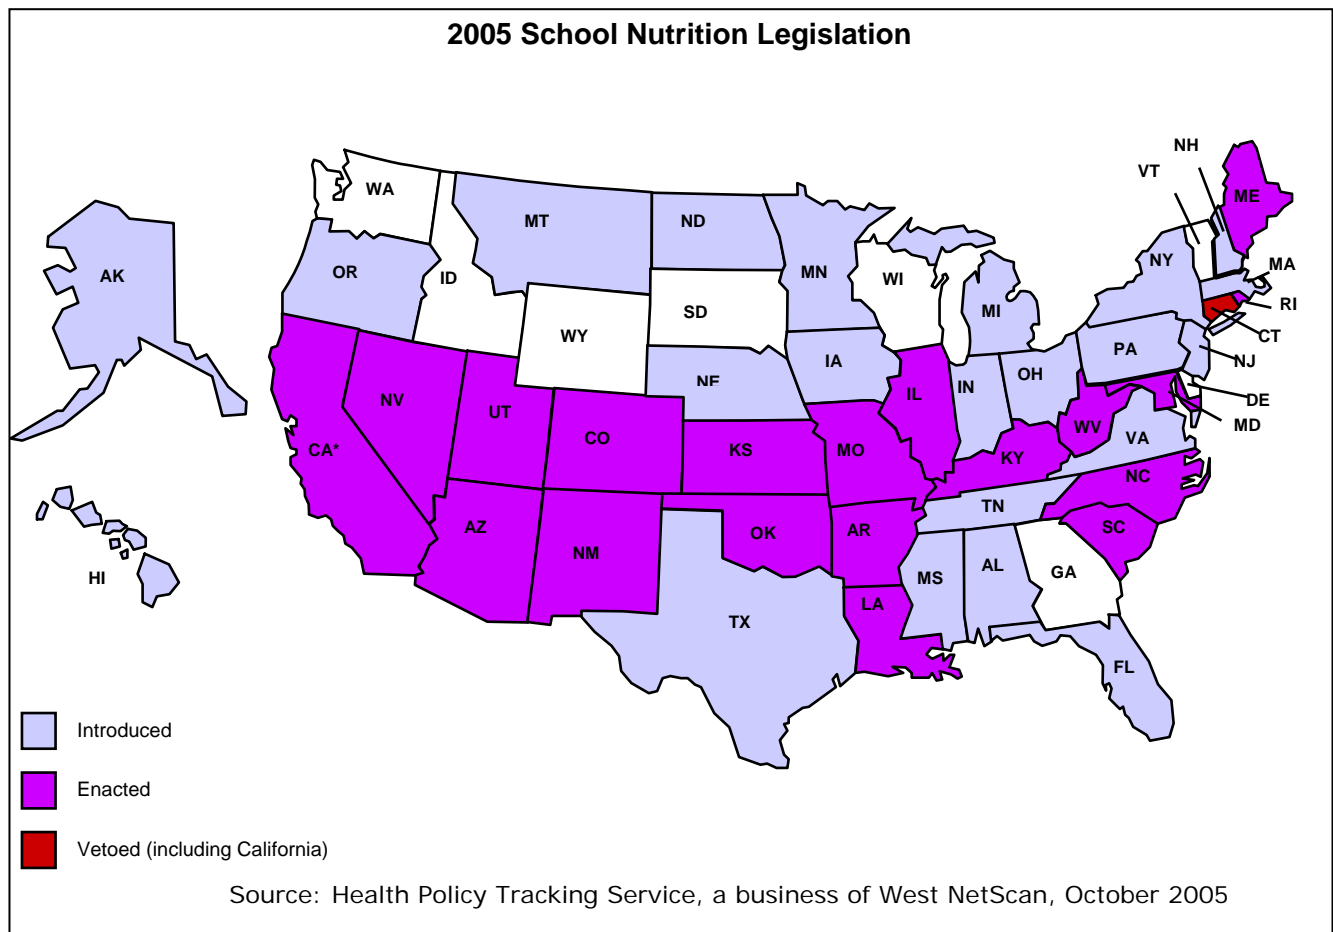 2005 School Nutrition Legislation
NH
VT
WA
ME
MT
ND
NY
MA
AK
OR
ID
MN
WI
RI
SD
MI
CT
WY
PA
NJ
IA
OH
NE
IN
NV
UT
IL
DE
CO
WV
MD
VA
CA*
KS
MO
KY
NC
TN
AZ
OK
AR
SC
NM
AL
GA
HI
MS
LA
TX
FL
Introduced
Enacted
Vetoed (including California)
Source: Health Policy Tracking Service, a business of West NetScan, October 2005